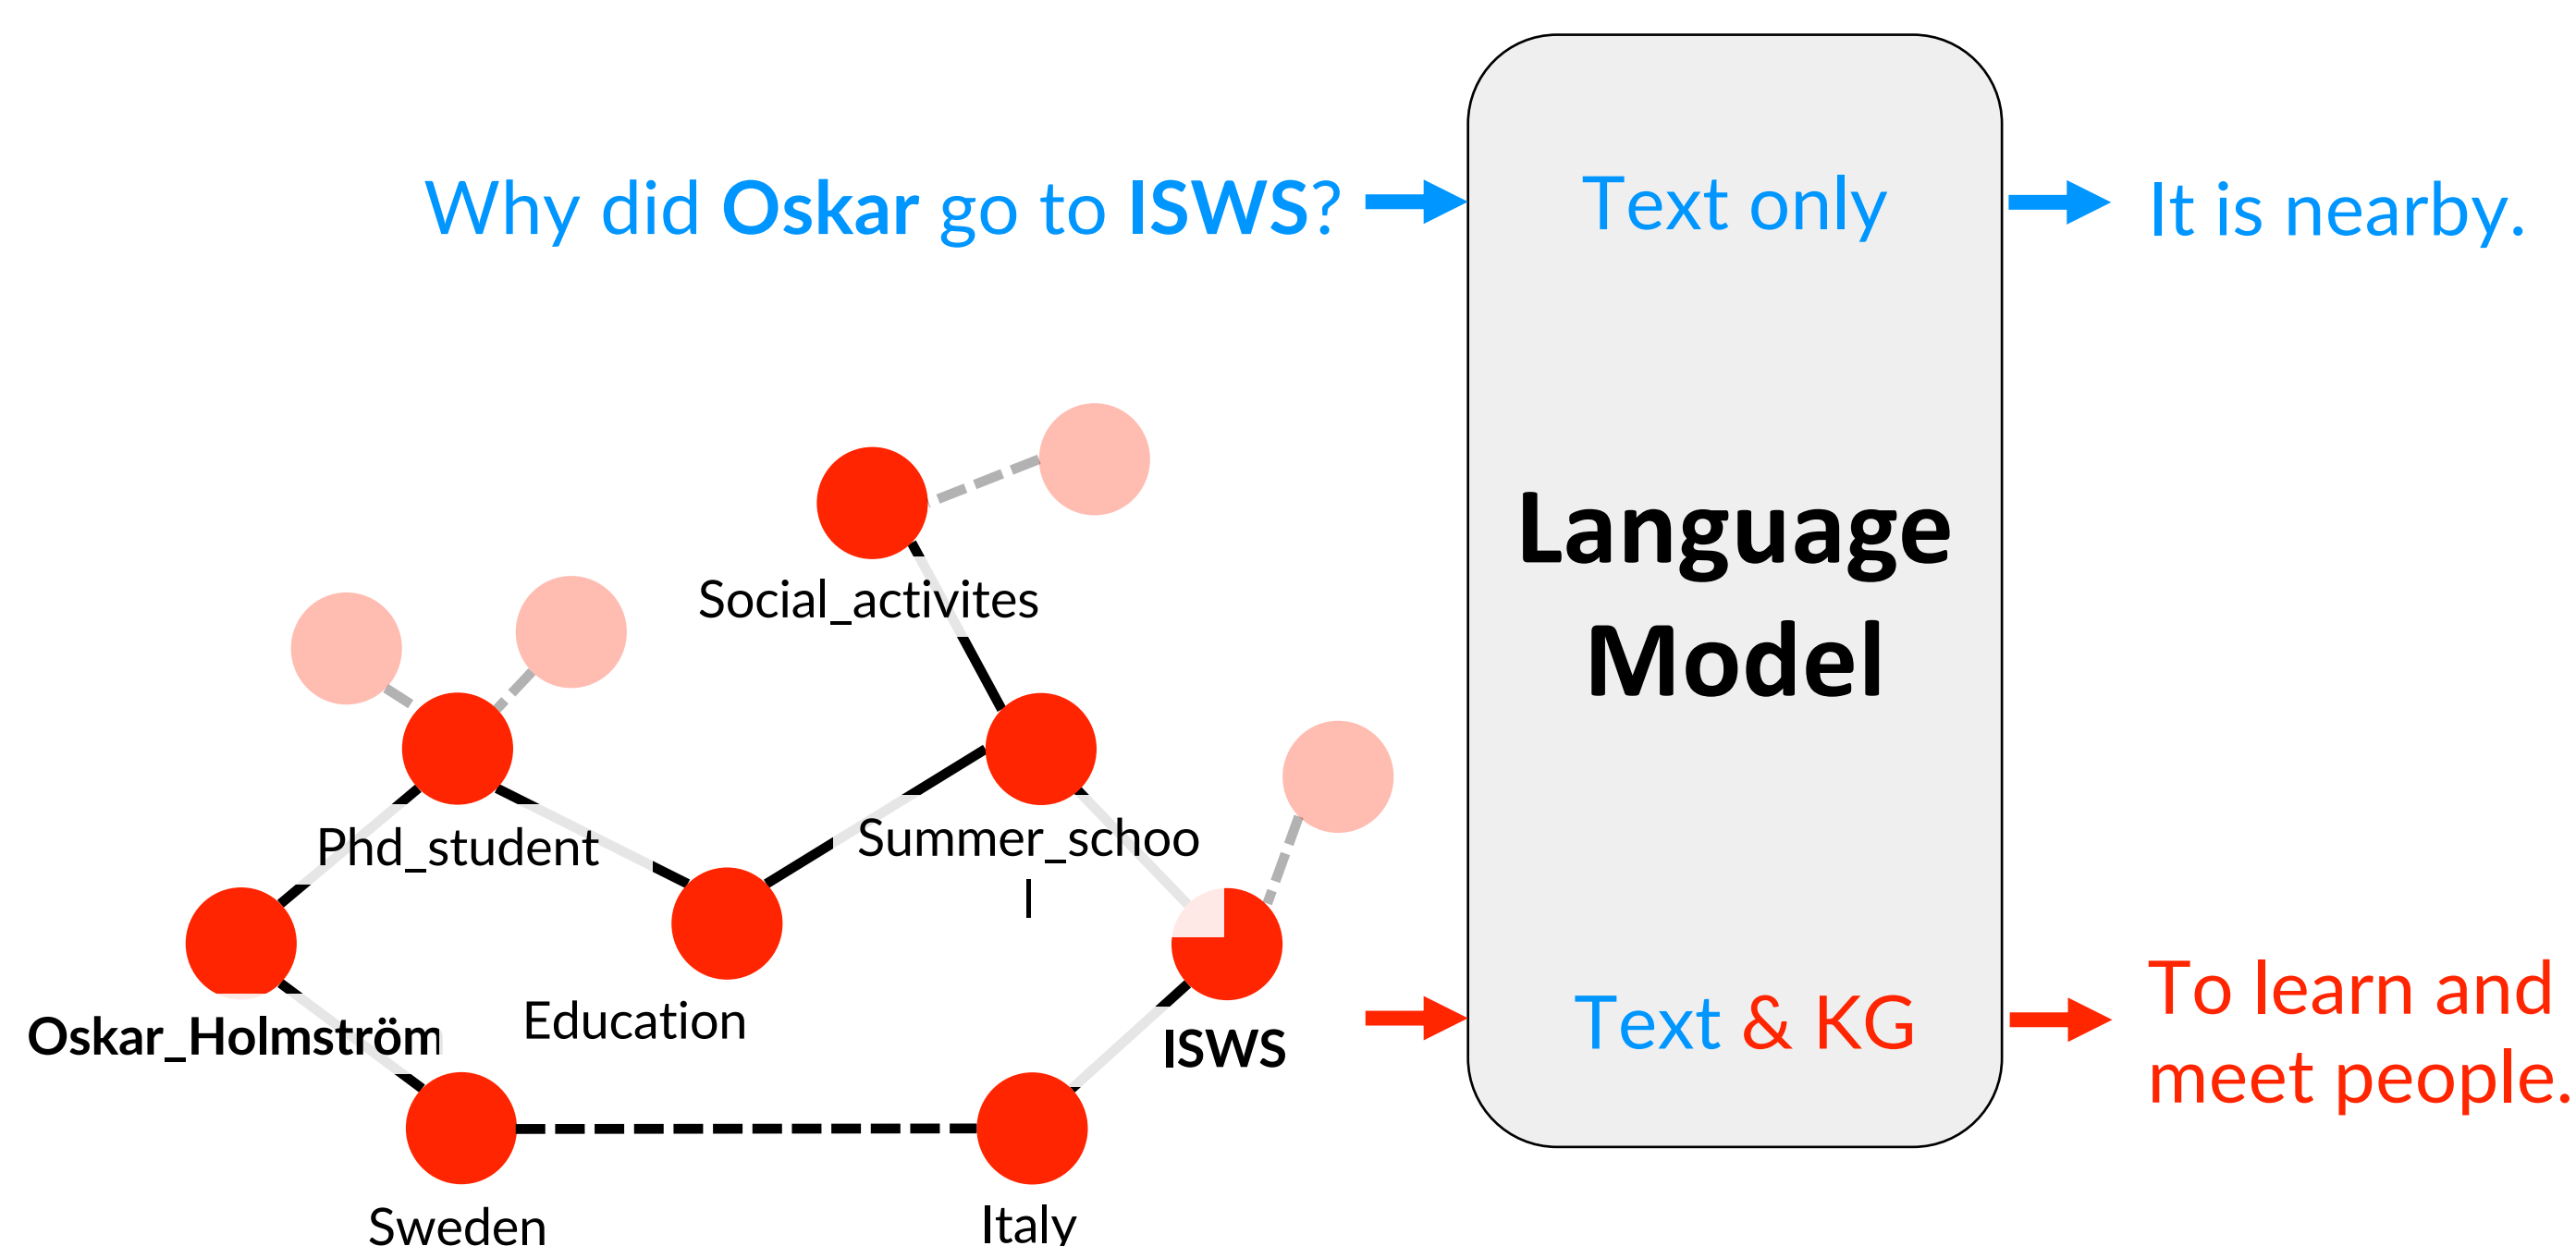 Why did Oskar go to ISWS?
Text only
It is nearby.
Language
Model
Social_activites
Phd_student
Summer_schoo
l
Oskar_Holmström
Education
ISWS
Sweden
Italy
Text & KG
To learn and
meet people.